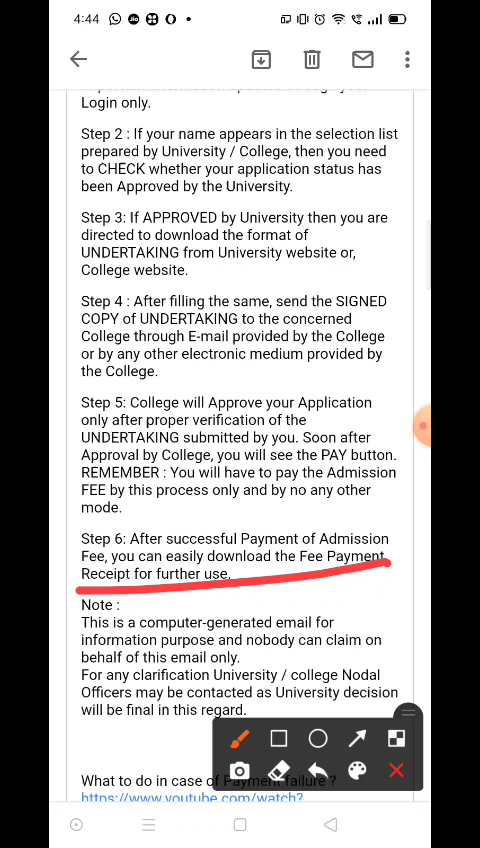 4:44
Login only.
Step 2 : If your name appears in the selection list
prepared by University / College, then you need
to CHECK whether your application status has
been Approved by the University.
Step 3: If APPROVED by University then you are
directed to download the format of
UNDERTAKING from University website or,
College website.
Step 4 : After filling the same, send the SIGNED
COPY of UNDERTAKING to the concerned
College through E-mail provided by the College
or by any other electronic medium provided by
the College.
Step 5: College will Approve your Application
only after proper verification of the
UNDERTAKING submitted by you. Soon after
Approval by College, you will see the PAY button.
REMEMBER : You will have to pay the Admission
FEE by this process only and by no any other
mode.
Step 6: After successful Payment of Admission
Fee, you can easily download the Fee Payment
Receipt for further use.
Note :
This is a computer-generated email for
information purpose and nobody can claim on
behalf of this email only.
For any clarification University / college Nodal
Officers may be contacted as University decision
will be final in this regard.
What to do in case of Payment failure ?
https://www.youtube.com/watch?